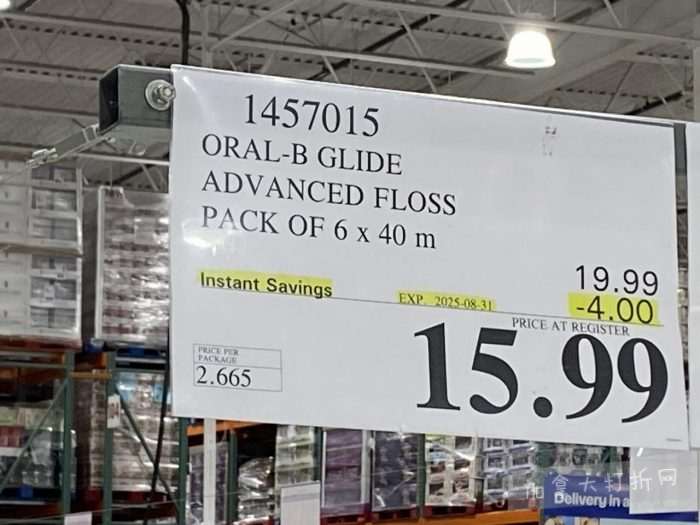 1457015
ORAL-B GLIDE
ADVANCED FLOSS
PACK OF 6 x 40 m
19.99
Instant Savings
EXP. 2025-08-31
-4.00
PRICE AT REGISTER
15.99
PRICE PER
PACKAGE
2.665
加拿大打折网
Delivery in a